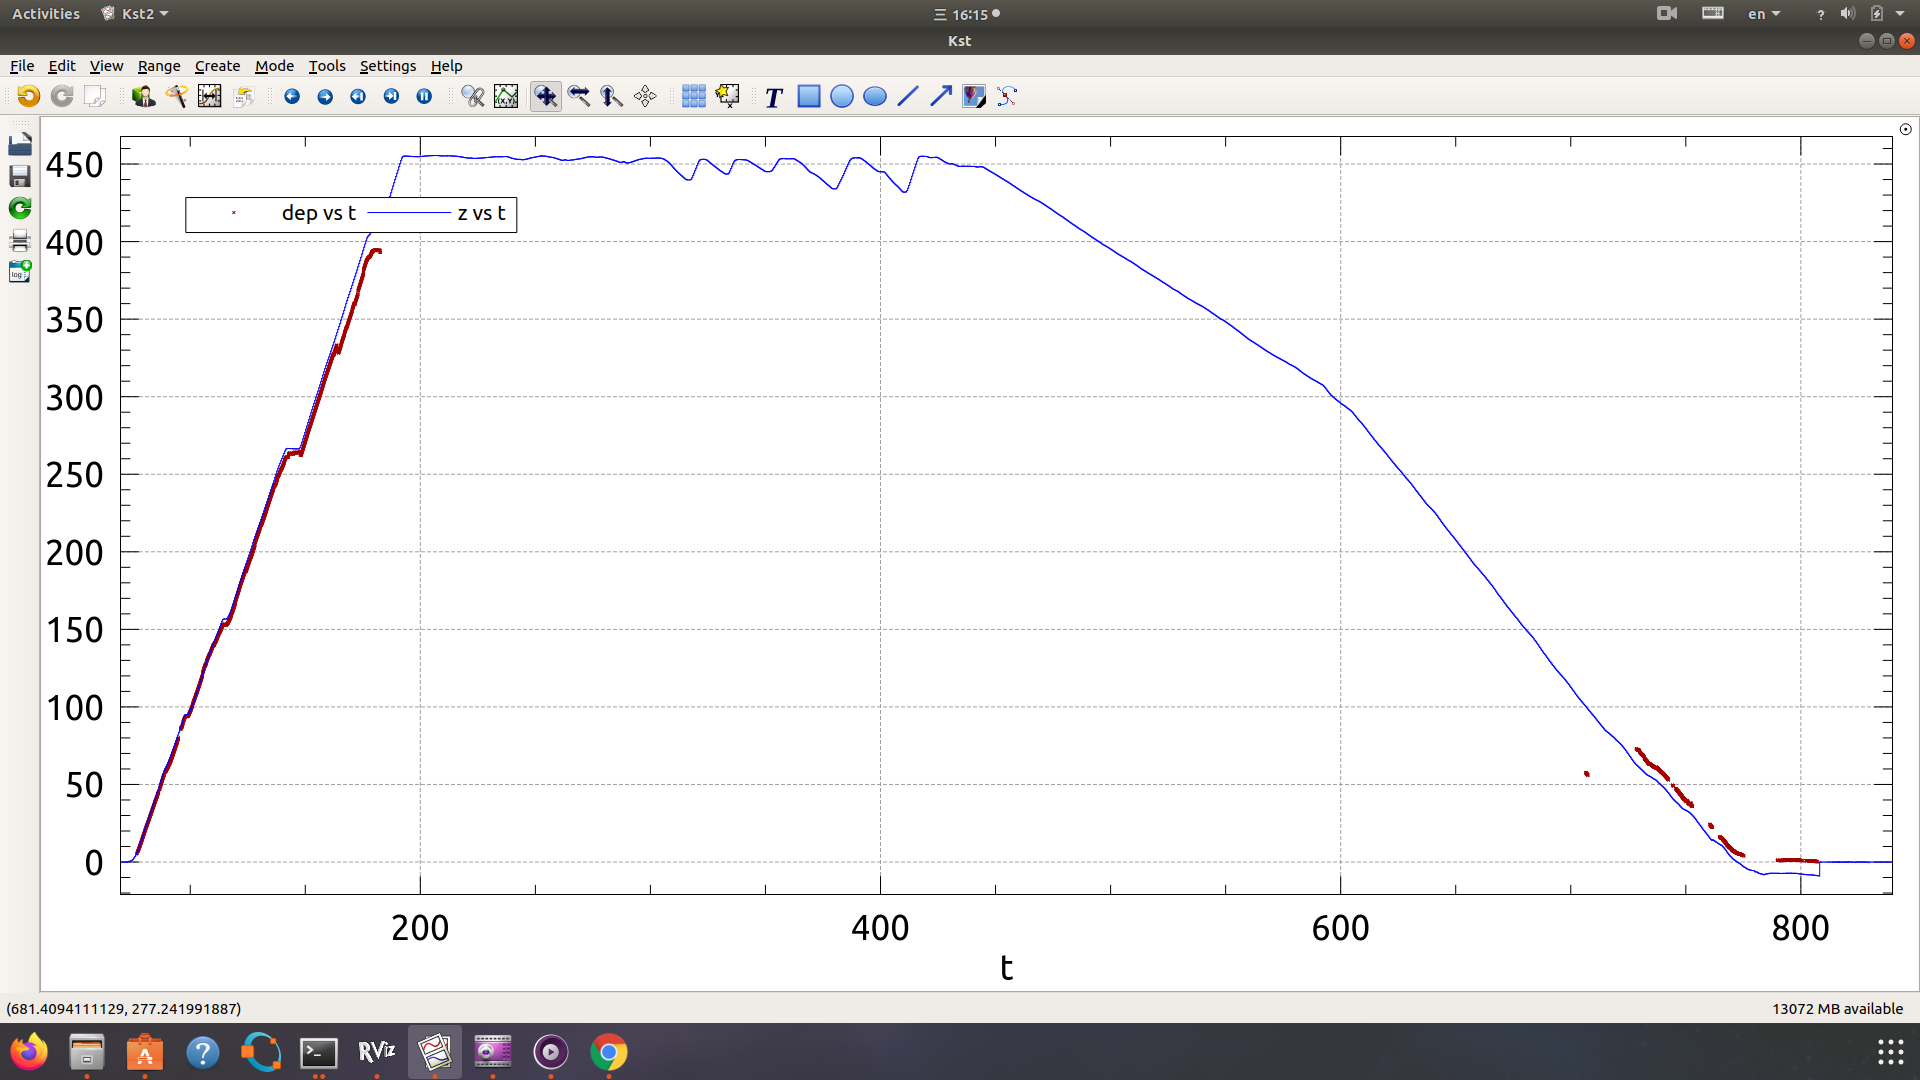 Activities Kst2 三 16:15 en ?
Kst
File Edit View Range Create Mode Tools Settings Help
T
log
450
400
350
300
250
200
150
100
50
0
dep vs t z vs t
200 400 600 800
t
(681.4094111129, 277.241991887) 13072 MB available
RViz